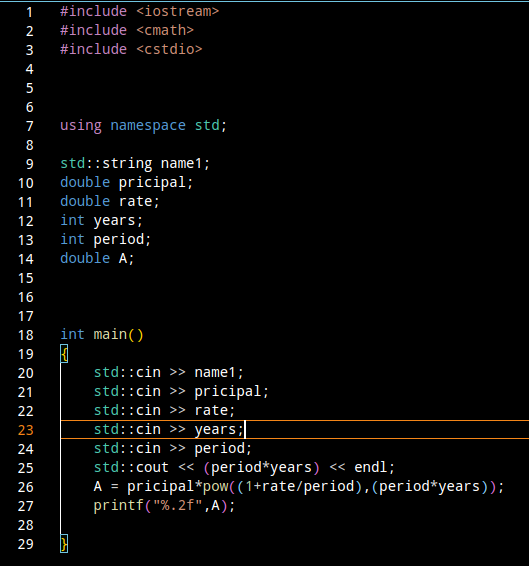 1 #include <iostream>
2 #include <cmath>
3 #include <cstdio>
4
5
6
7 using namespace std;
8
9 std::string name1;
10 double pricipal;
11 double rate;
12 int years;
13 int period;
14 double A;
15
16
17
18 int main()
19 {
20 std::cin >> name1;
21 std::cin >> pricipal;
22 std::cin >> rate;
23 std::cin >> years;
24 std::cin >> period;
25 std::cout << (period*years) << endl;
26 A = pricipal*pow((1+rate/period),(period*years));
27 printf("%.2f",A);
28
29 }